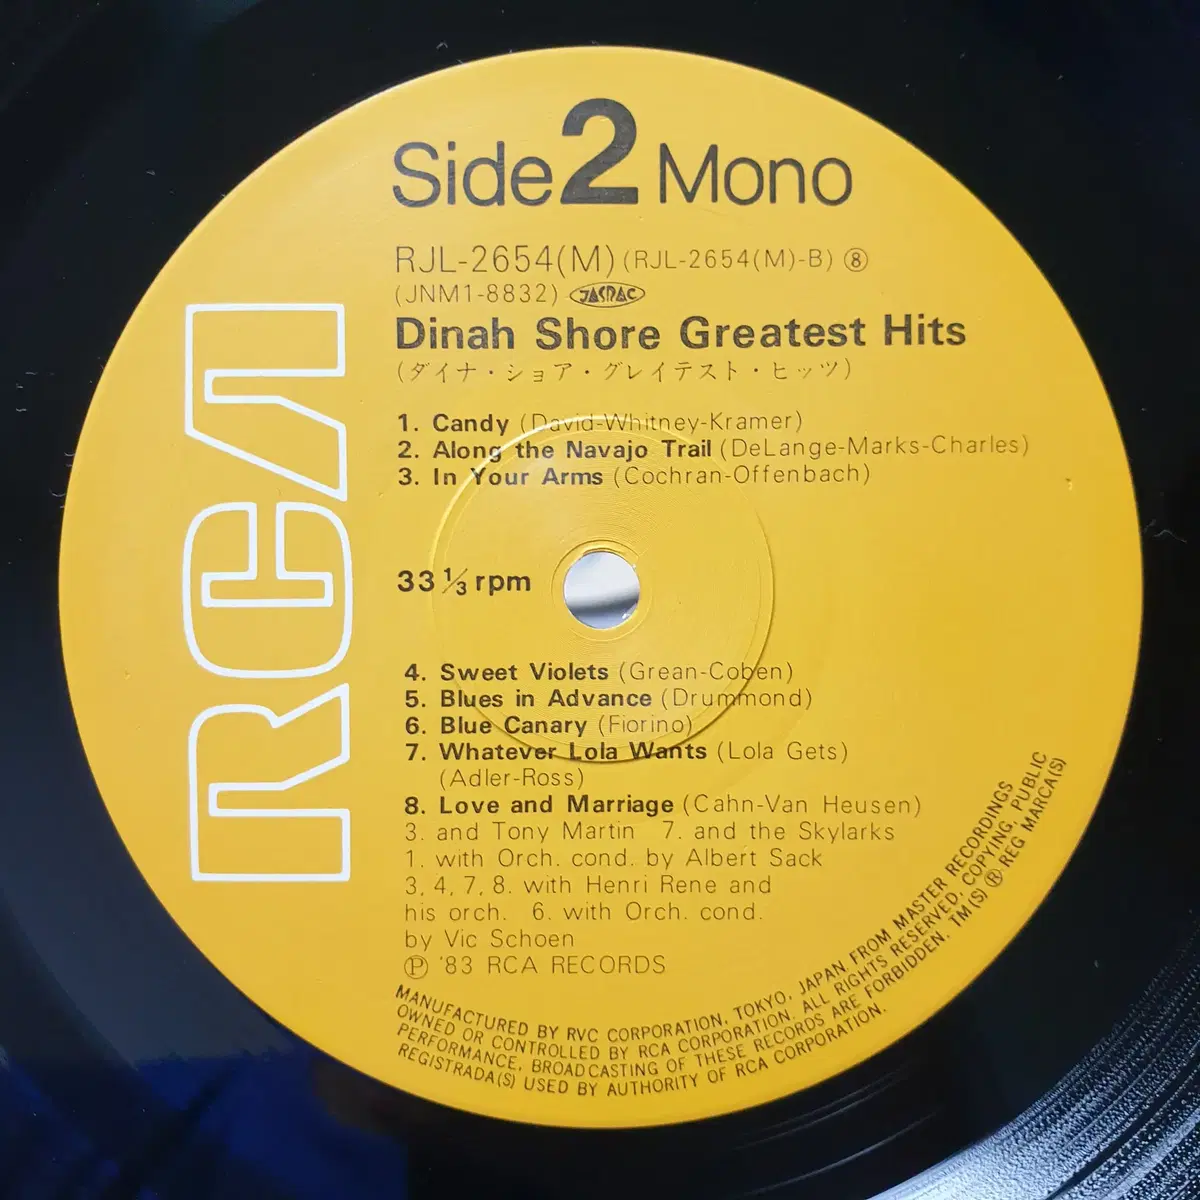 Side 2 Mono
RJL-2654(M) (RJL-2654(M)-B) ⑧
(JNM1-8832) JASRAC
Dinah Shore Greatest Hits
(ダイナ・ショア・グレイテスト・ヒッツ)
1. Candy (David-Whitney-Kramer)
2. Along the Navajo Trail (DeLange-Marks-Charles)
3. In Your Arms (Cochran-Offenbach)
33 1/3 rpm
RCA
4. Sweet Violets (Grean-Coben)
5. Blues in Advance (Drummond)
6. Blue Canary (Fiorino)
7. Whatever Lola Wants (Lola Gets)
(Adler-Ross)
8. Love and Marriage (Cahn-Van Heusen)
3. and Tony Martin 7. and the Skylarks
1. with Orch. cond. by Albert Sack
3, 4, 7, 8. with Henri Rene and
his orch. 6. with Orch. cond.
by Vic Schoen
Ⓟ '83 RCA RECORDS
MANUFACTURED BY RVC CORPORATION, TOKYO, JAPAN FROM MASTER RECORDINGS
OWNED OR CONTROLLED BY RCA CORPORATION. ALL RIGHTS RESERVED, COPYING, PUBLIC
PERFORMANCE, BROADCASTING OF THESE RECORDS ARE FORBIDDEN. TM(S) ® REG MARCA(S)
REGISTRADA(S) USED BY AUTHORITY OF RCA CORPORATION.